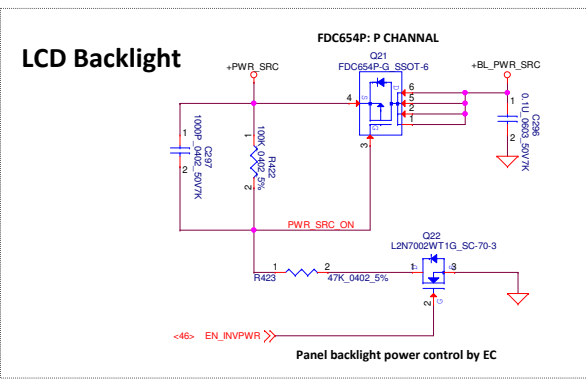 FDC654P: P CHANNAL
LCD Backlight
Q21
FDC654P-G_SSOT-6
+PWR_SRC
+BL_PWR_SRC
4
S
D
G
6
5
2
1
3
1
2
1000P_0402_50V7K
C297
1
2
100K_0402_5%
R422
1
2
0.1U_0603_50V7K
C296
PWR_SRC_ON
Q22
L2N7002WT1G_SC-70-3
R423
1
2
47K_0402_5%
1
D
S
3
G
2
<46> EN_INVPWR
Panel backlight power control by EC